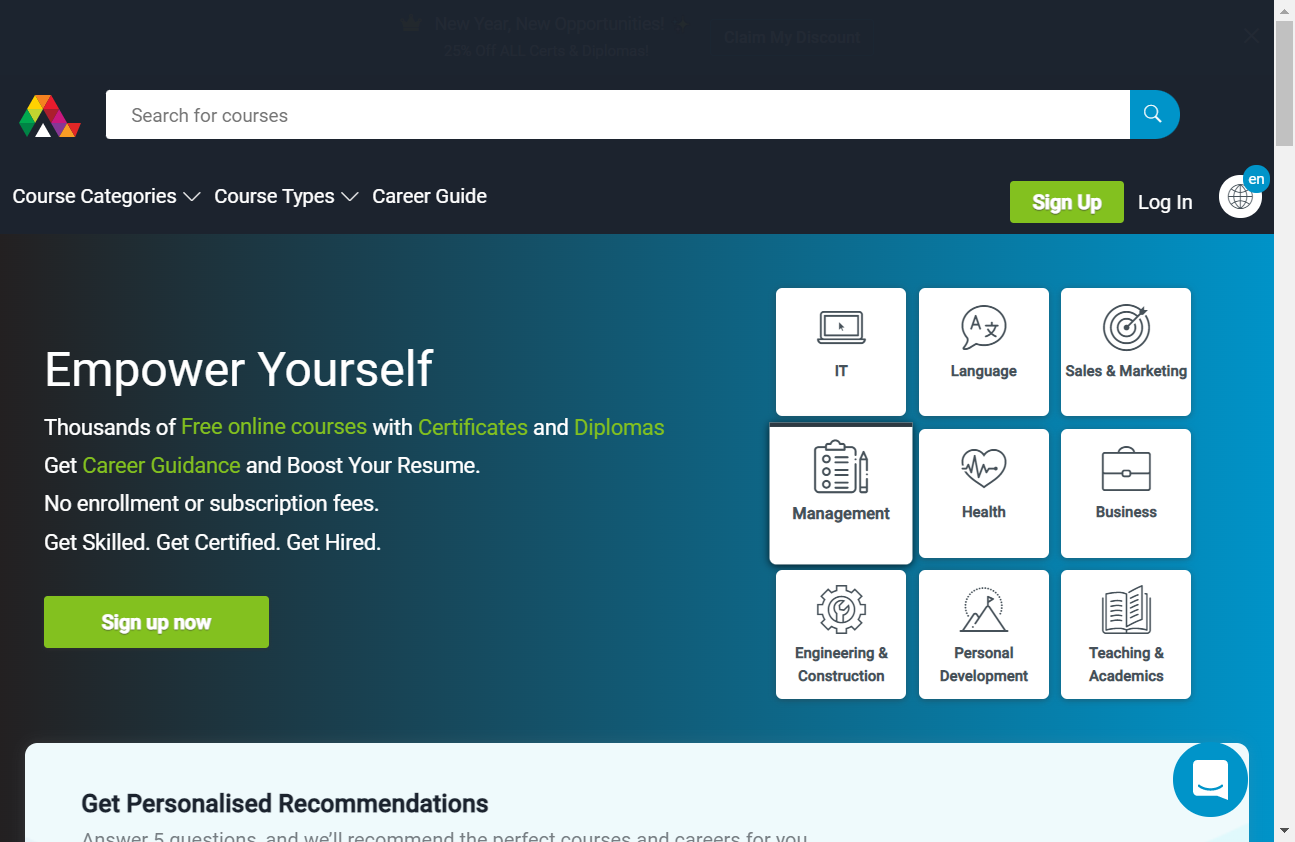 New Year, New Opportunities!
25% Off ALL Certs & Diplomas!
Claim My Discount
Search for courses
Course Categories
Course Types
Career Guide
Sign Up
Log In
en
Empower Yourself
Thousands of Free online courses with Certificates and Diplomas
Get Career Guidance and Boost Your Resume.
No enrollment or subscription fees.
Get Skilled. Get Certified. Get Hired.
Sign up now
IT
Language
Sales & Marketing
Management
Health
Business
Engineering &
Construction
Personal
Development
Teaching &
Academics
Get Personalised Recommendations
Answer 5 questions, and we'll recommend the perfect courses and careers for you